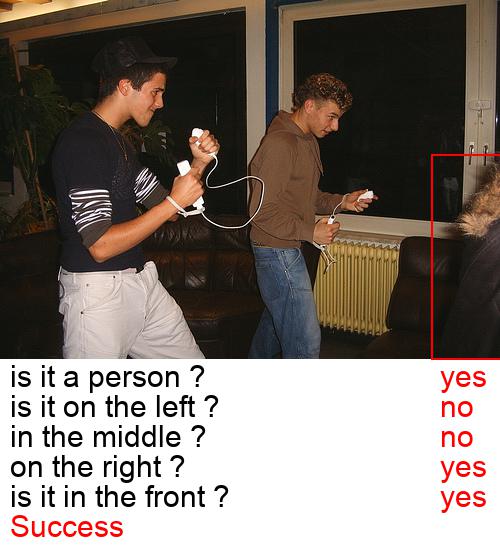 is it a person ? yes
is it on the left ? no
in the middle ? no
on the right ? yes
is it in the front ? yes
Success